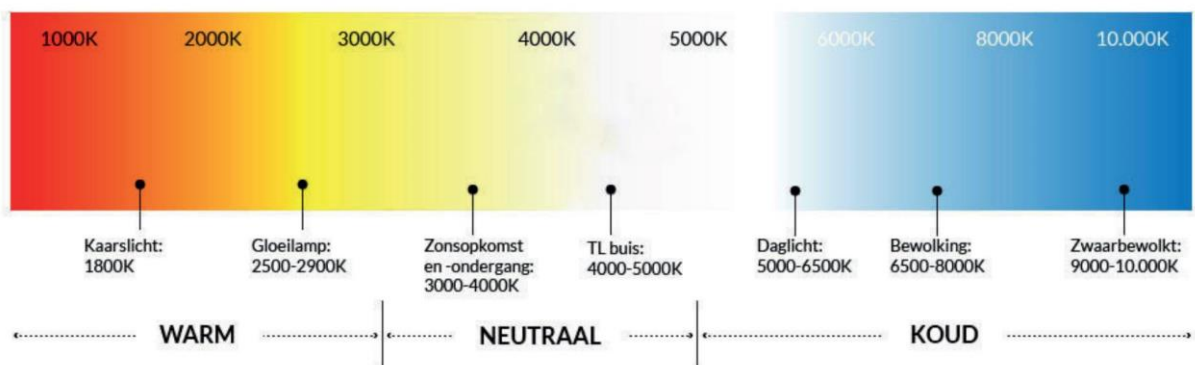 1000K 2000K 3000K 4000K 5000K 6000K 8000K 10.000K
Kaarslicht:
1800K
Gloeilamp:
2500-2900K
Zonsopkomst
en -ondergang:
3000-4000K
TL buis:
4000-5000K
Daglicht:
5000-6500K
Bewolking:
6500-8000K
Zwaarbewolkt:
9000-10.000K
WARM NEUTRAAL KOUD